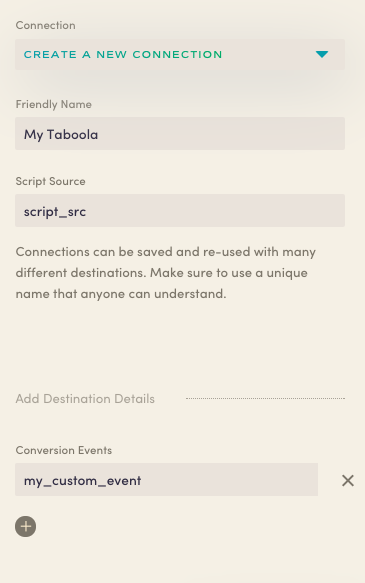 Connection
CREATE A NEW CONNECTION
Friendly Name
My Taboola
Script Source
script_src
Connections can be saved and re-used with many
different destinations. Make sure to use a unique
name that anyone can understand.
Add Destination Details
Conversion Events
my_custom_event